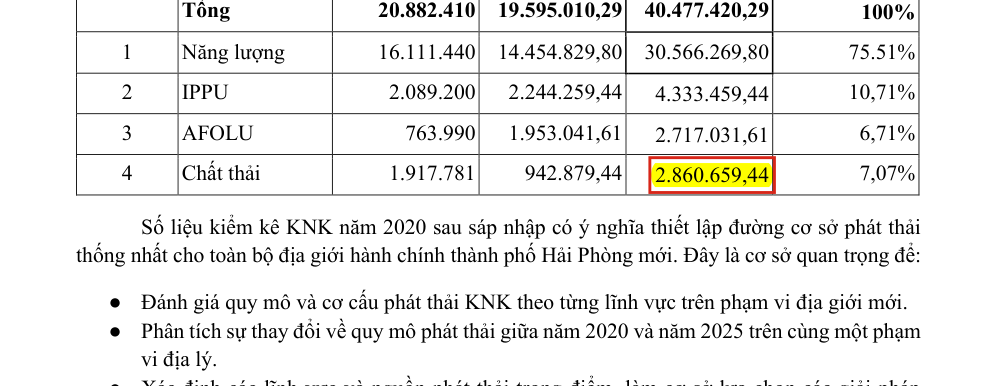 Tổng 20.882.410 19.595.010,29 40.477.420,29 100%
1 Năng lượng 16.111.440 14.454.829,80 30.566.269,80 75.51%
2 IPPU 2.089.200 2.244.259,44 4.333.459,44 10,71%
3 AFOLU 763.990 1.953.041,61 2.717.031,61 6,71%
4 Chất thải 1.917.781 942.879,44 2.860.659,44 7,07%
Số liệu kiểm kê KNK năm 2020 sau sáp nhập có ý nghĩa thiết lập đường cơ sở phát thải
thống nhất cho toàn bộ địa giới hành chính thành phố Hải Phòng mới. Đây là cơ sở quan trọng để:
● Đánh giá quy mô và cơ cấu phát thải KNK theo từng lĩnh vực trên phạm vi địa giới mới.
● Phân tích sự thay đổi về quy mô phát thải giữa năm 2020 và năm 2025 trên cùng một phạm
vi địa lý.